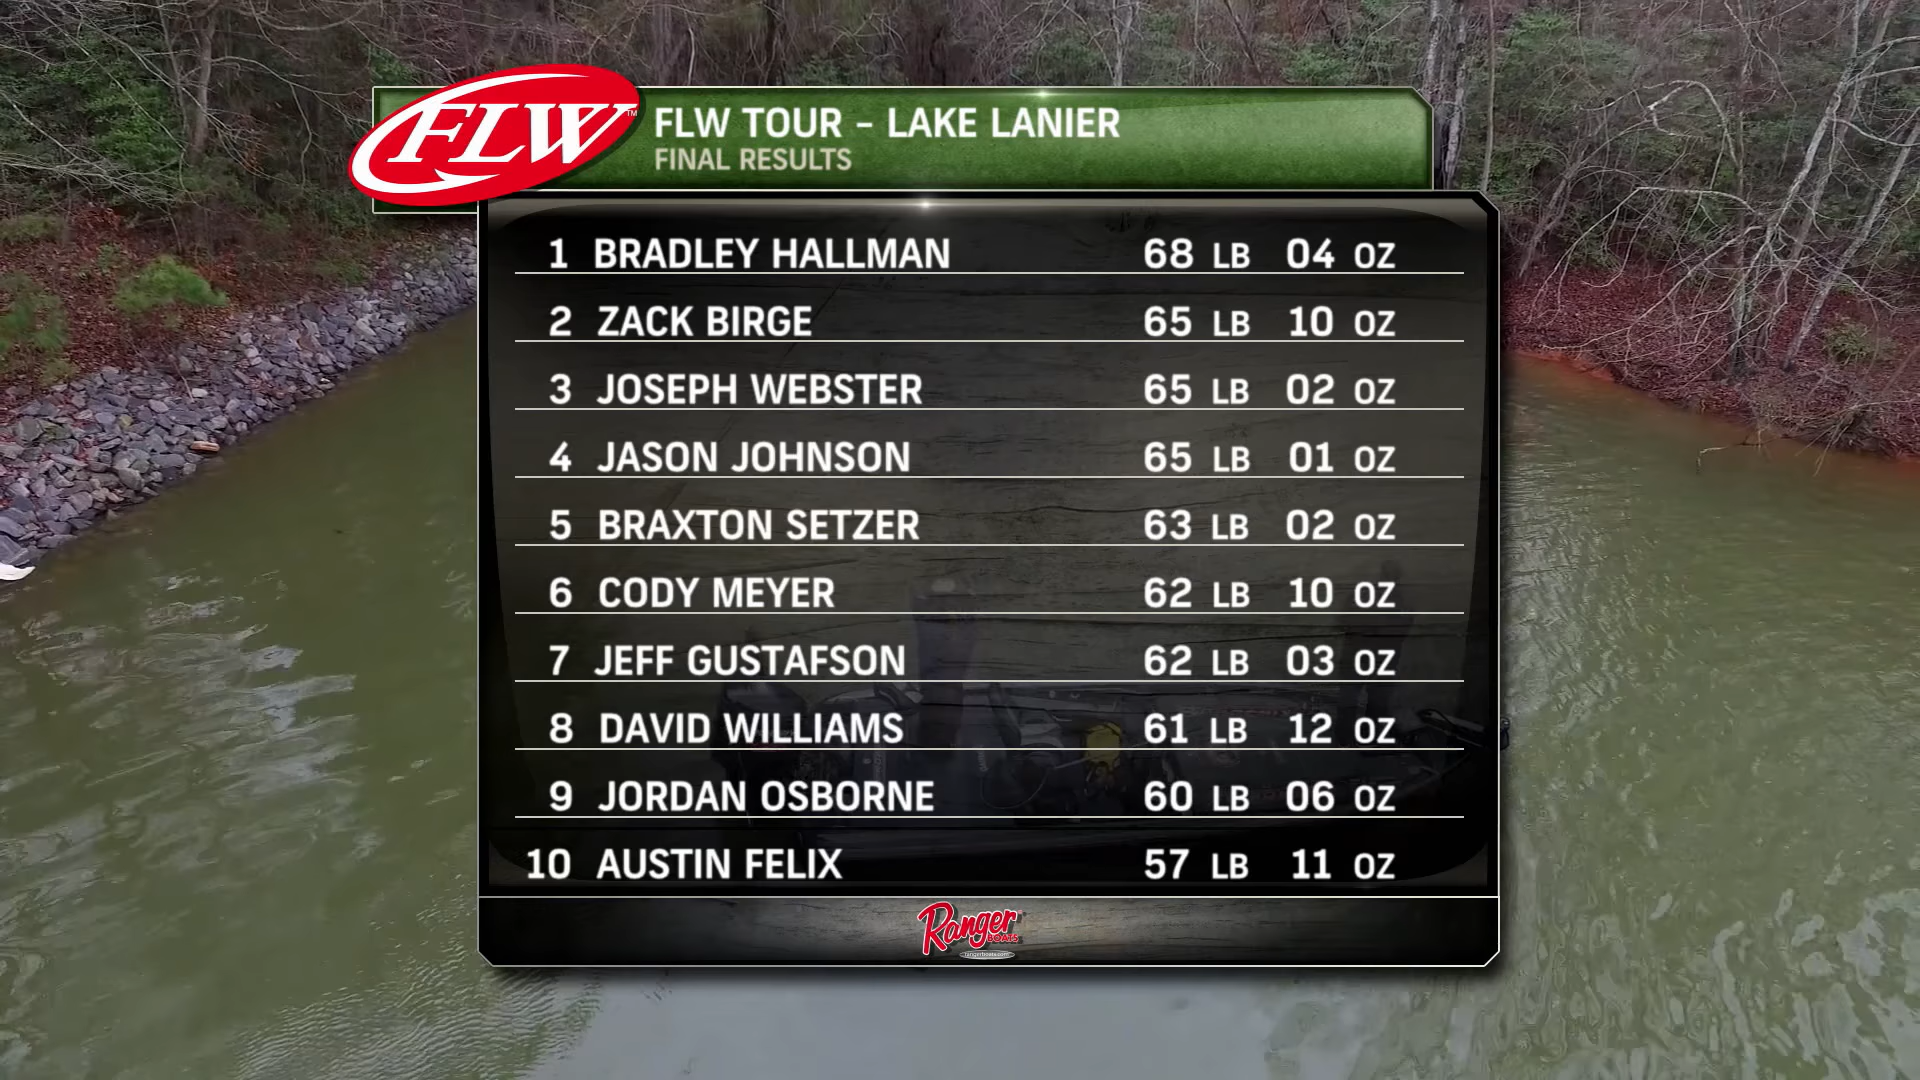 FLW™
FLW TOUR – LAKE LANIER
FINAL RESULTS
1 BRADLEY HALLMAN 68 LB 04 OZ
2 ZACK BIRGE 65 LB 10 OZ
3 JOSEPH WEBSTER 65 LB 02 OZ
4 JASON JOHNSON 65 LB 01 OZ
5 BRAXTON SETZER 63 LB 02 OZ
6 CODY MEYER 62 LB 10 OZ
7 JEFF GUSTAFSON 62 LB 03 OZ
8 DAVID WILLIAMS 61 LB 12 OZ
9 JORDAN OSBORNE 60 LB 06 OZ
10 AUSTIN FELIX 57 LB 11 OZ
Ranger
BOATS
rangerboats.com